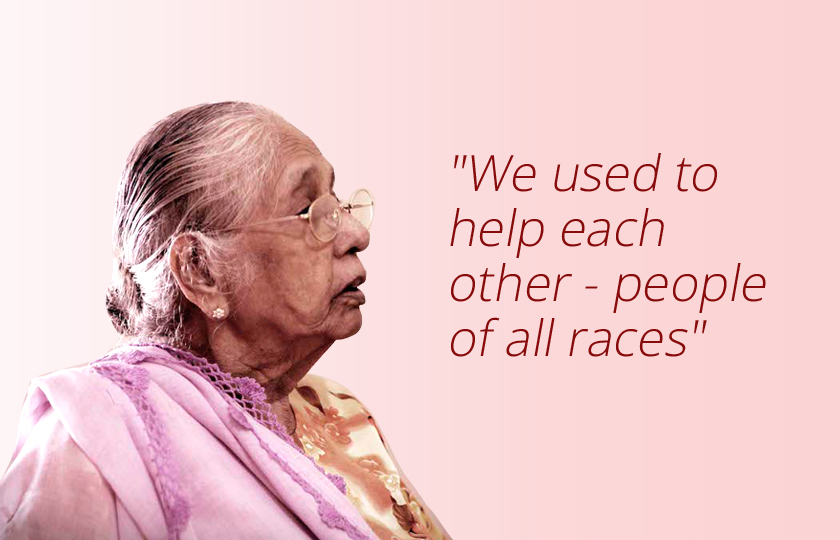 "We used to
help each
other - people
of all races"